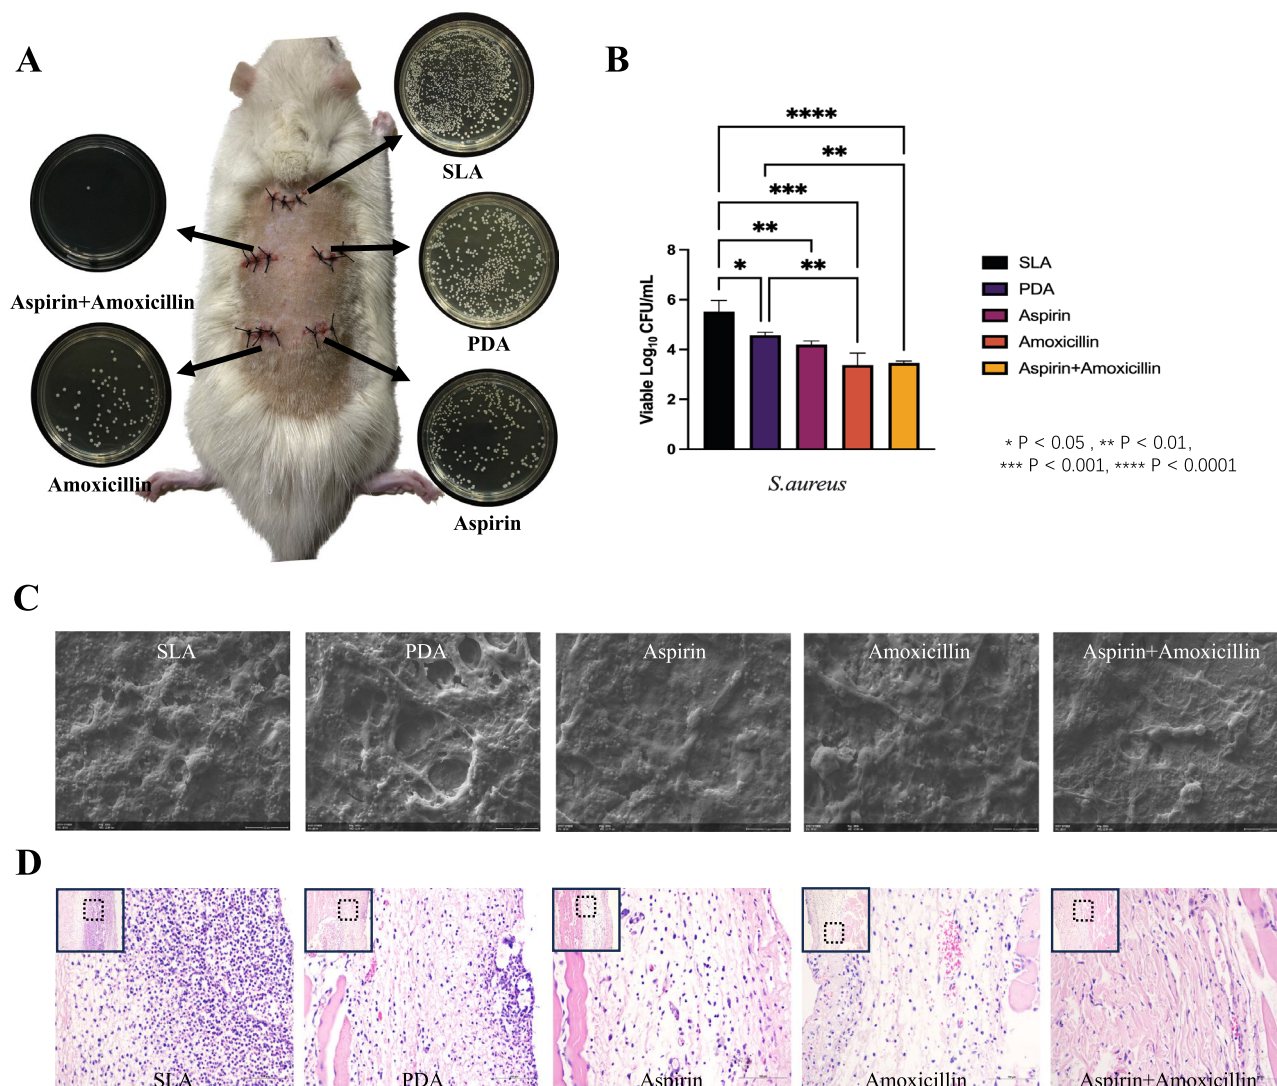 A
SLA
Aspirin+Amoxicillin
PDA
Amoxicillin
Aspirin
B
****
**
***
**
*
**
8
6
4
2
0
Viable Log10 CFU/mL
S.aureus
SLA
PDA
Aspirin
Amoxicillin
Aspirin+Amoxicillin
* P < 0.05 , ** P < 0.01,
*** P < 0.001, **** P < 0.0001
C
SLA
PDA
Aspirin
Amoxicillin
Aspirin+Amoxicillin
D
SLA
PDA
Aspirin
Amoxicillin
Aspirin+Amoxicillin